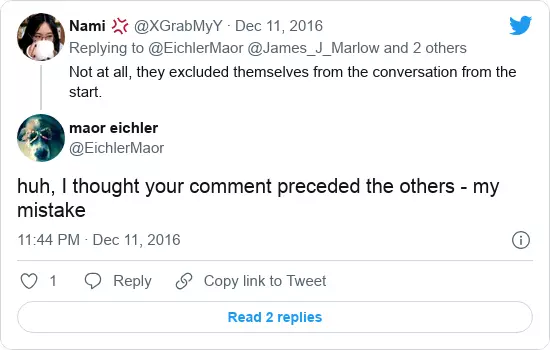 Nami 💢 @XGrabMyY · Dec 11, 2016
Replying to @EichlerMaor @James_J_Marlow and 2 others
Not at all, they excluded themselves from the conversation from the
start.
maor eichler
@EichlerMaor
huh, I thought your comment preceded the others - my
mistake
11:44 PM · Dec 11, 2016
1 Reply Copy link to Tweet
Read 2 replies